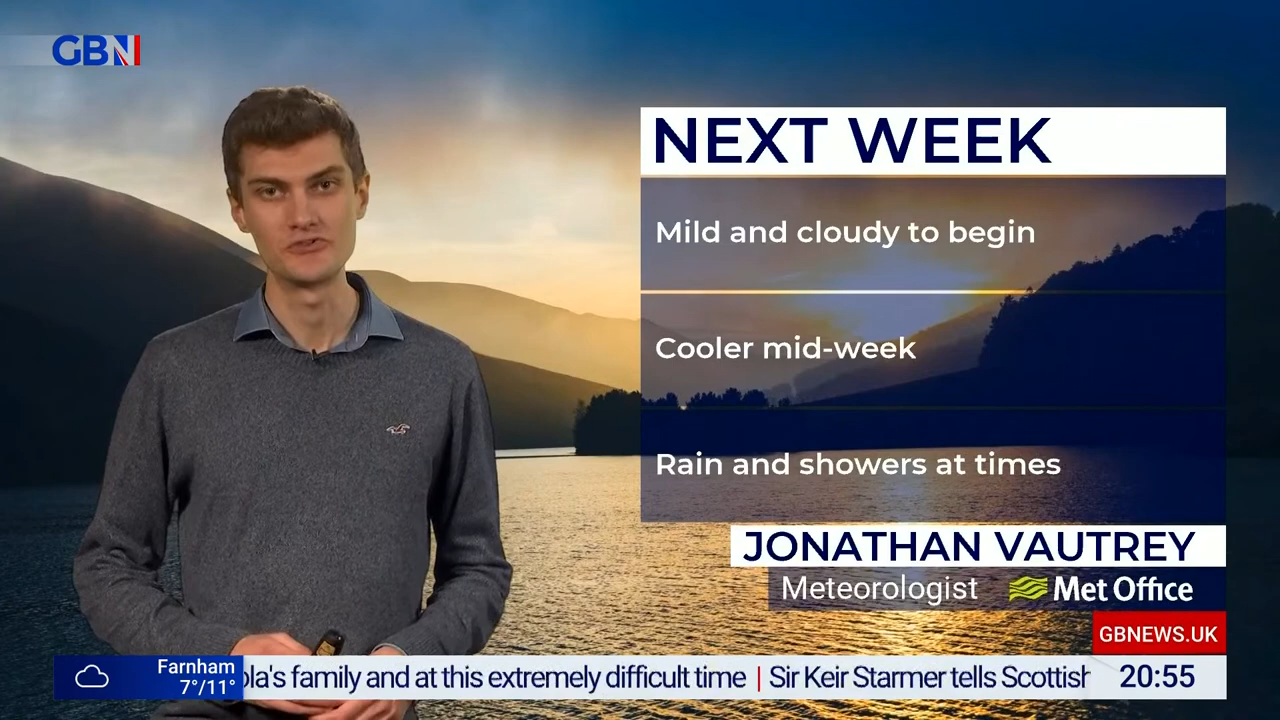 GBN
NEXT WEEK
Mild and cloudy to begin
Cooler mid-week
Rain and showers at times
JONATHAN VAUTREY
Meteorologist Met Office
GBNEWS.UK
Farnham
7°/11°
ola's family and at this extremely difficult time | Sir Keir Starmer tells Scottish
20:55